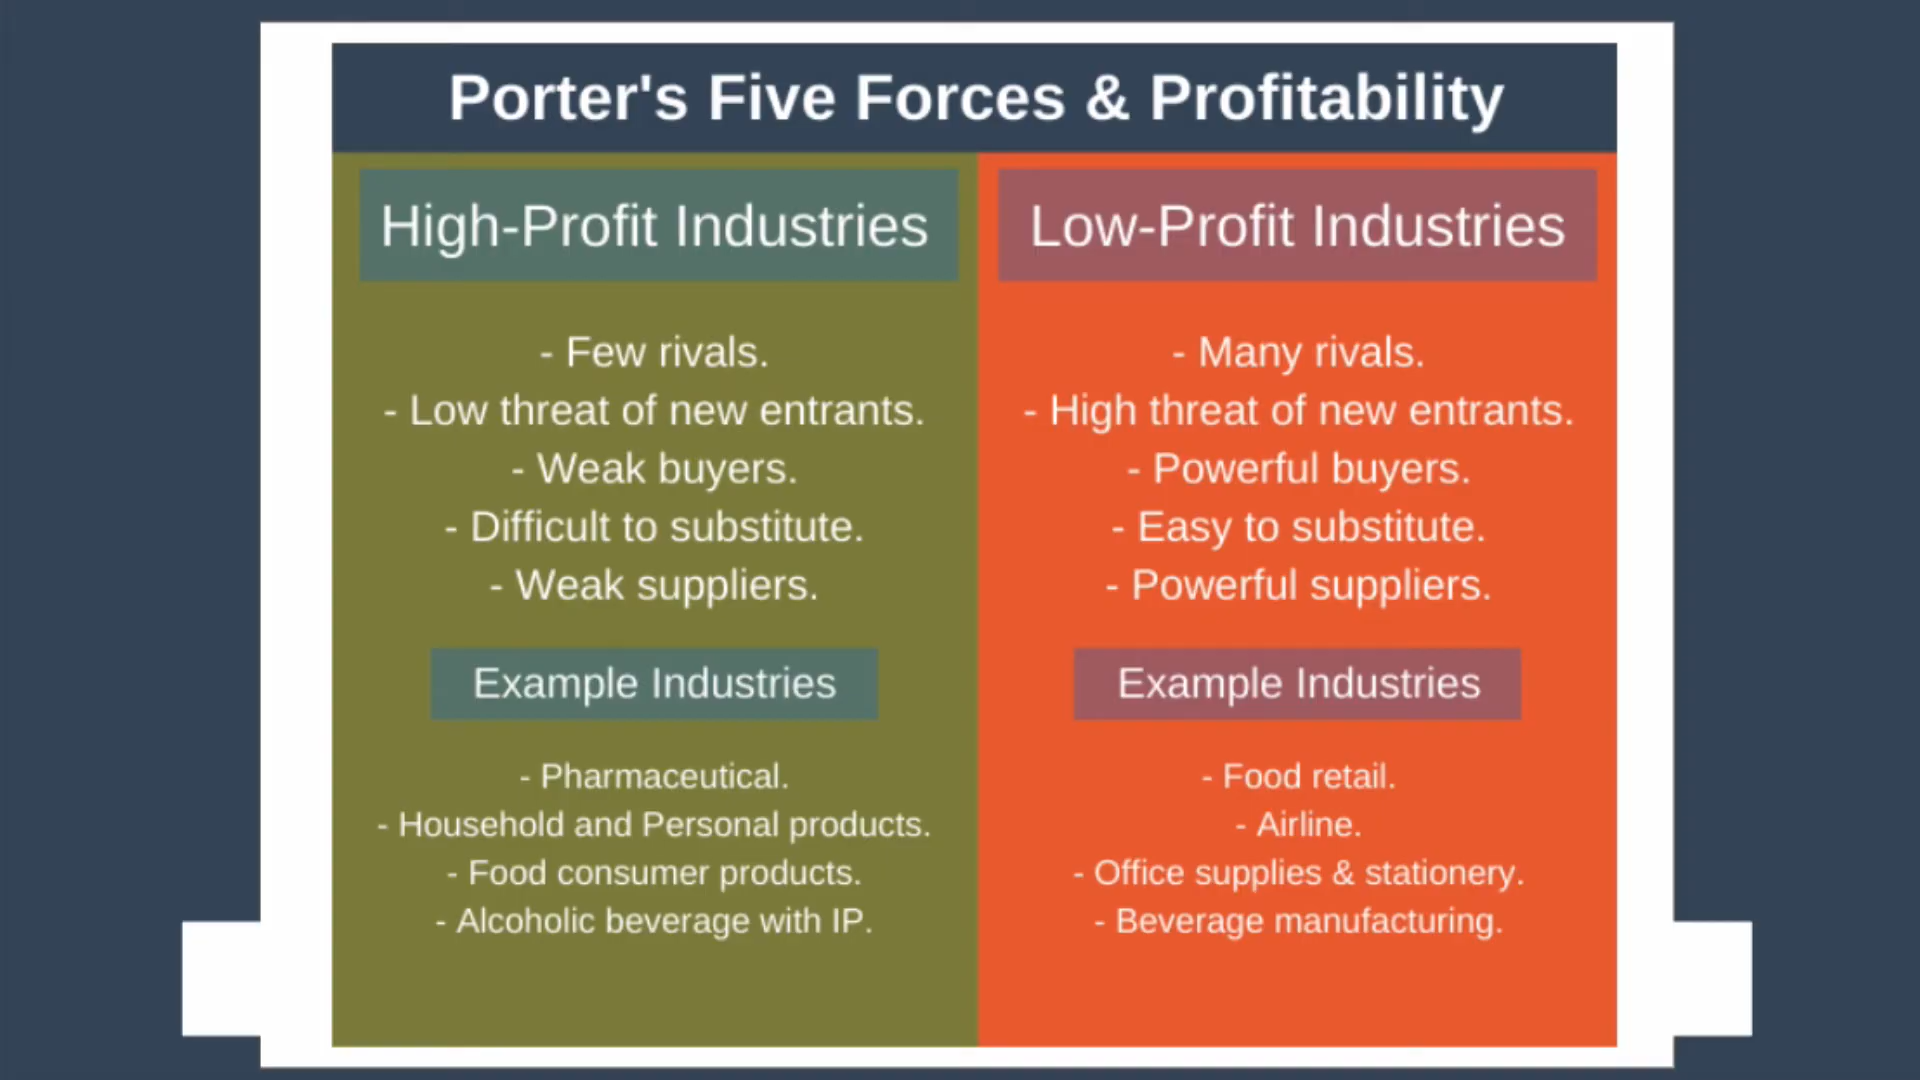 Porter's Five Forces & Profitability
High-Profit Industries
- Few rivals.
- Low threat of new entrants.
- Weak buyers.
- Difficult to substitute.
- Weak suppliers.
Example Industries
- Pharmaceutical.
- Household and Personal products.
- Food consumer products.
- Alcoholic beverage with IP.
Low-Profit Industries
- Many rivals.
- High threat of new entrants.
- Powerful buyers.
- Easy to substitute.
- Powerful suppliers.
Example Industries
- Food retail.
- Airline.
- Office supplies & stationery.
- Beverage manufacturing.